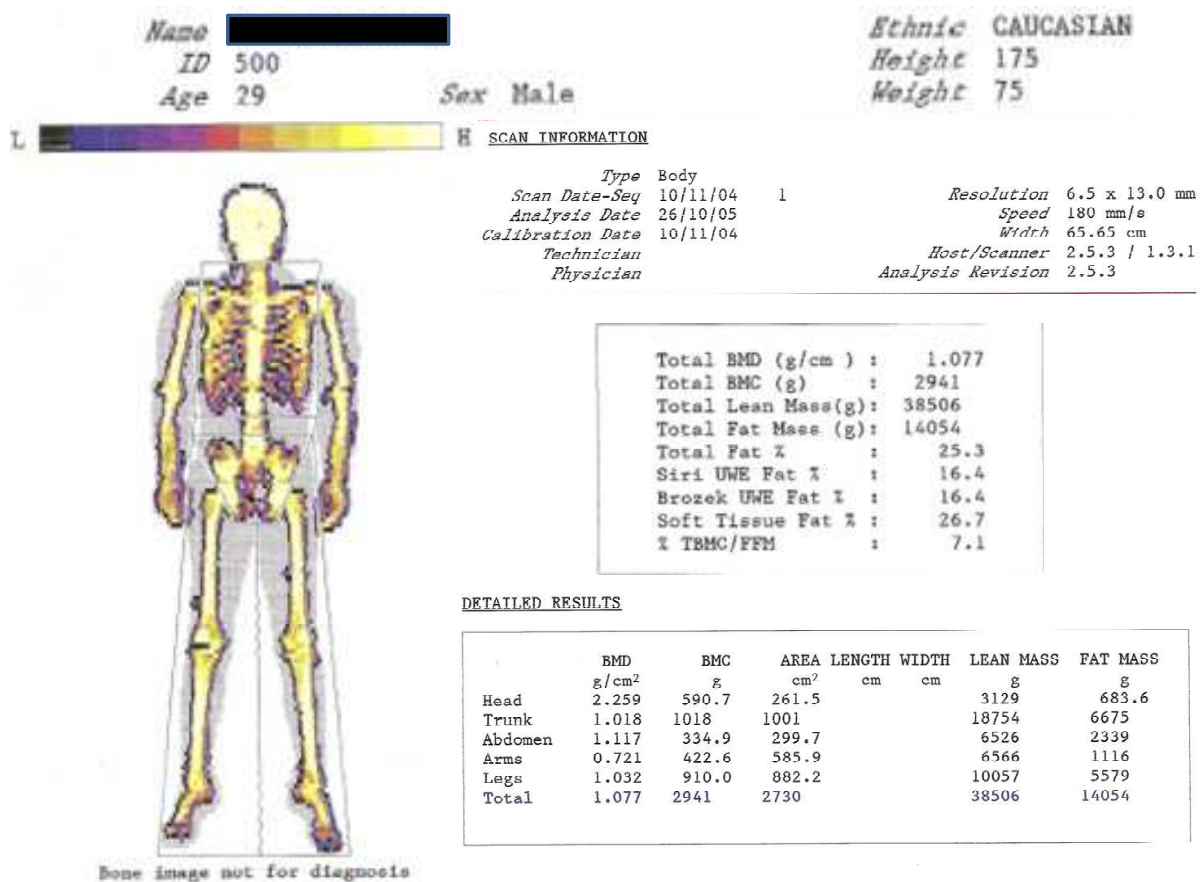 Name
ID 500
Age 29 Sex Male
Ethnic CAUCASIAN
Height 175
Weight 75
L H
SCAN INFORMATION
Type Body
Scan Date-Seq 10/11/04 1
Analysis Date 26/10/05
Calibration Date 10/11/04
Technician
Physician
Resolution 6.5 x 13.0 mm
Speed 180 mm/s
Width 65.65 cm
Host/Scanner 2.5.3 / 1.3.1
Analysis Revision 2.5.3
Total BMD (g/cm ) : 1.077
Total BMC (g) : 2941
Total Lean Mass(g): 38506
Total Fat Mass (g): 14054
Total Fat % : 25.3
Siri UWE Fat % : 16.4
Brozek UWE Fat % : 16.4
Soft Tissue Fat % : 26.7
% TBMC/FFM : 7.1
DETAILED RESULTS
BMD BMC AREA LENGTH WIDTH LEAN MASS FAT MASS
g/cm² g cm² cm cm g g
Head 2.259 590.7 261.5 3129 683.6
Trunk 1.018 1018 1001 18754 6675
Abdomen 1.117 334.9 299.7 6526 2339
Arms 0.721 422.6 585.9 6566 1116
Legs 1.032 910.0 882.2 10057 5579
Total 1.077 2941 2730 38506 14054
Bone image not for diagnosis